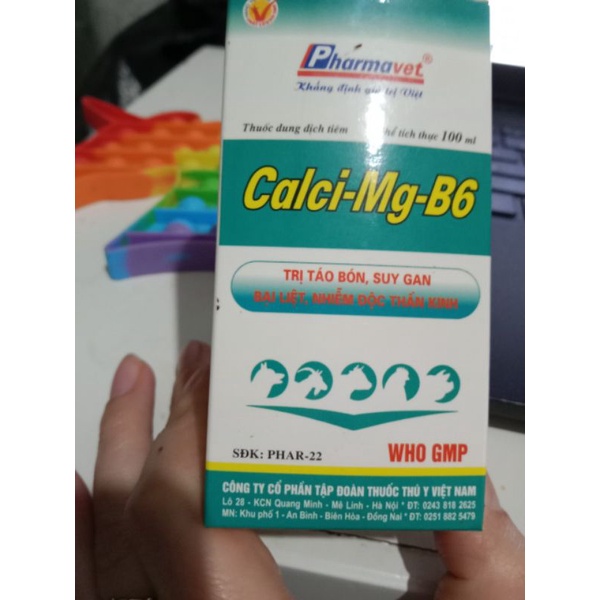 Pharmavet®
Khẳng định giá trị Việt
Thuốc dung dịch tiêm
thể tích thực 100 ml
Calci-Mg-B6
TRỊ TÁO BÓN, SUY GAN
BẠI LIỆT, NHIỄM ĐỘC THẦN KINH
SĐK: PHAR-22
WHO GMP
CÔNG TY CỔ PHẦN TẬP ĐOÀN THUỐC THÚ Y VIỆT NAM
Lô 28 - KCN Quang Minh - Mê Linh - Hà Nội * ĐT: 0243 818 2625
MN: Khu phố 1 - An Bình - Biên Hòa - Đồng Nai * ĐT: 0251 882 5479